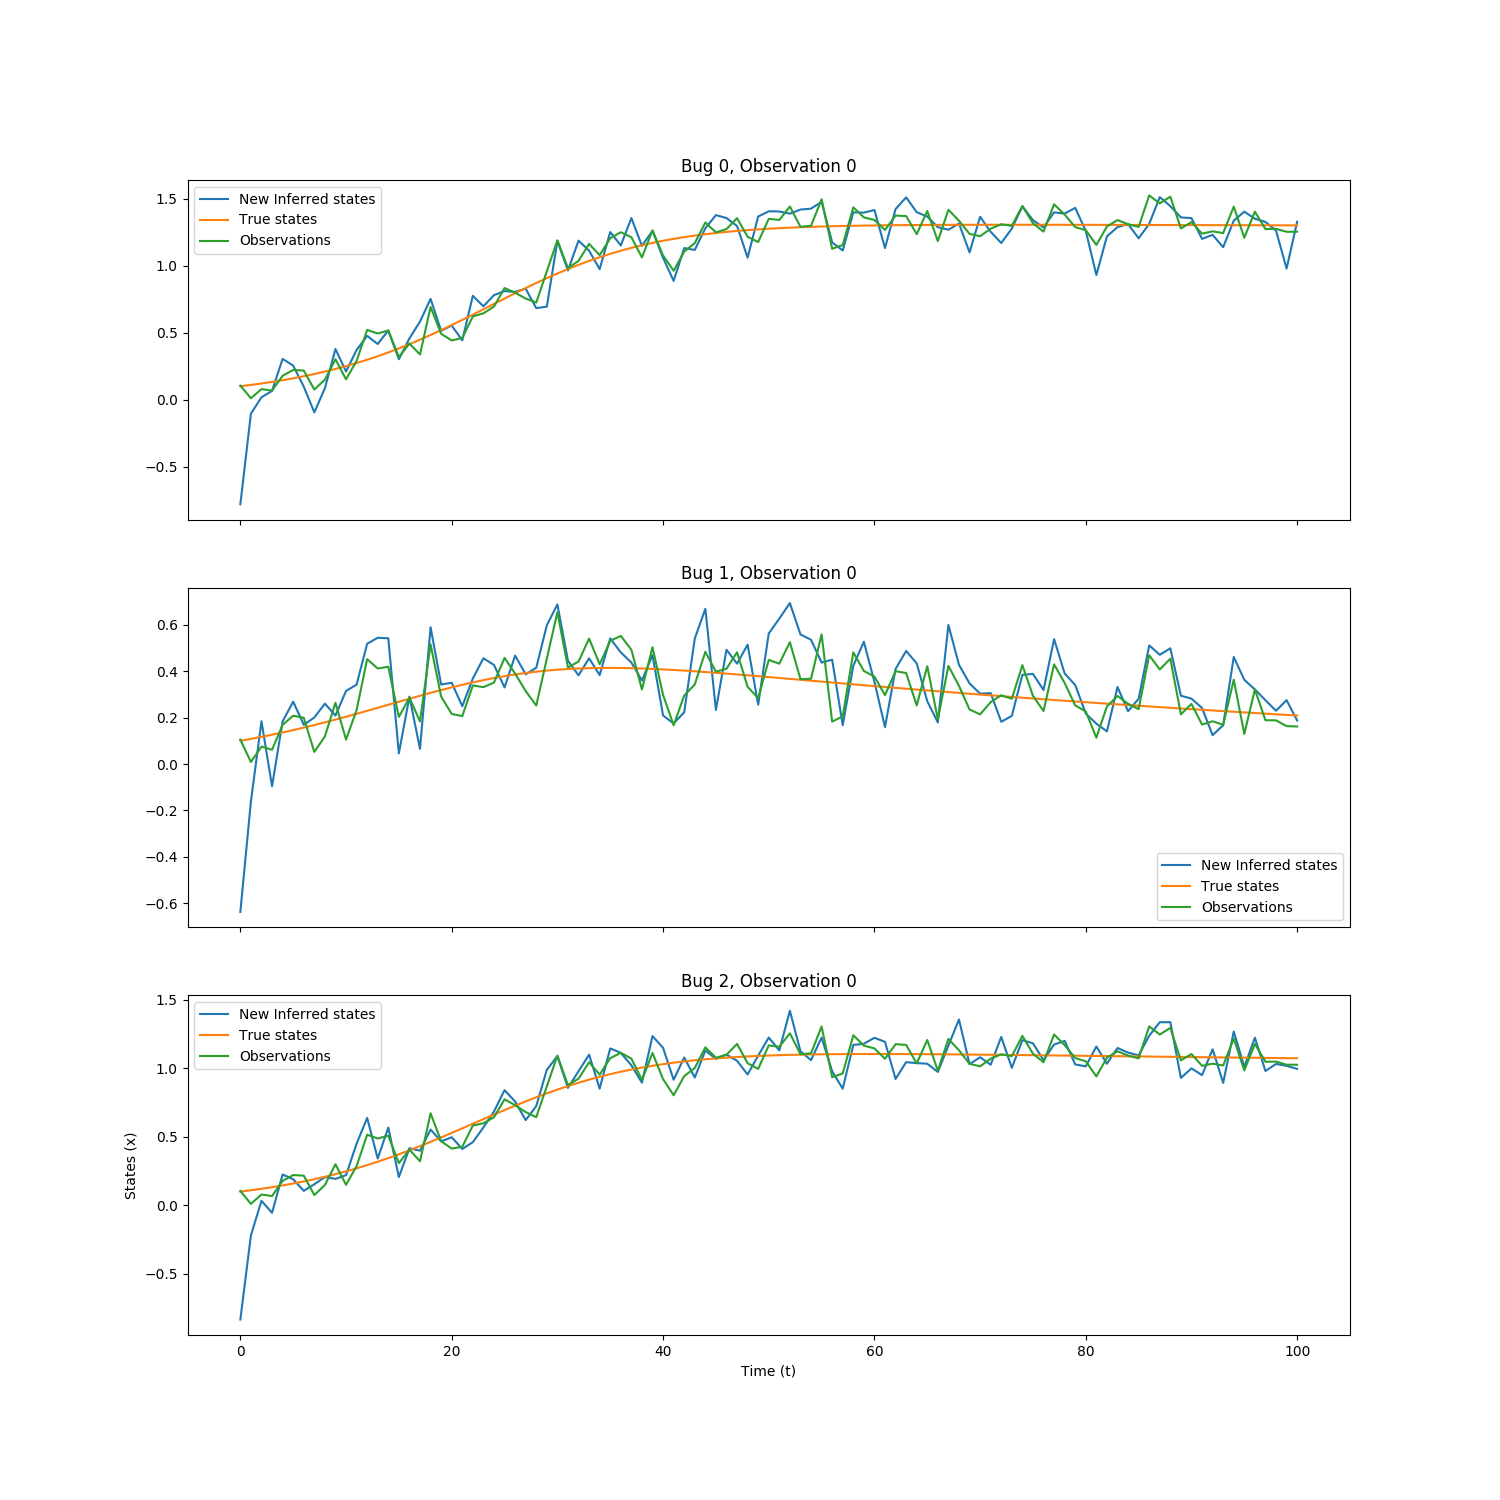 Bug 0, Observation 0
New Inferred states
True states
Observations
1.5
1.0
0.5
0.0
−0.5
Bug 1, Observation 0
0.6
0.4
0.2
0.0
−0.2
−0.4
−0.6
New Inferred states
True states
Observations
Bug 2, Observation 0
New Inferred states
True states
Observations
1.5
1.0
0.5
0.0
−0.5
States (x)
0 20 40 60 80 100
Time (t)